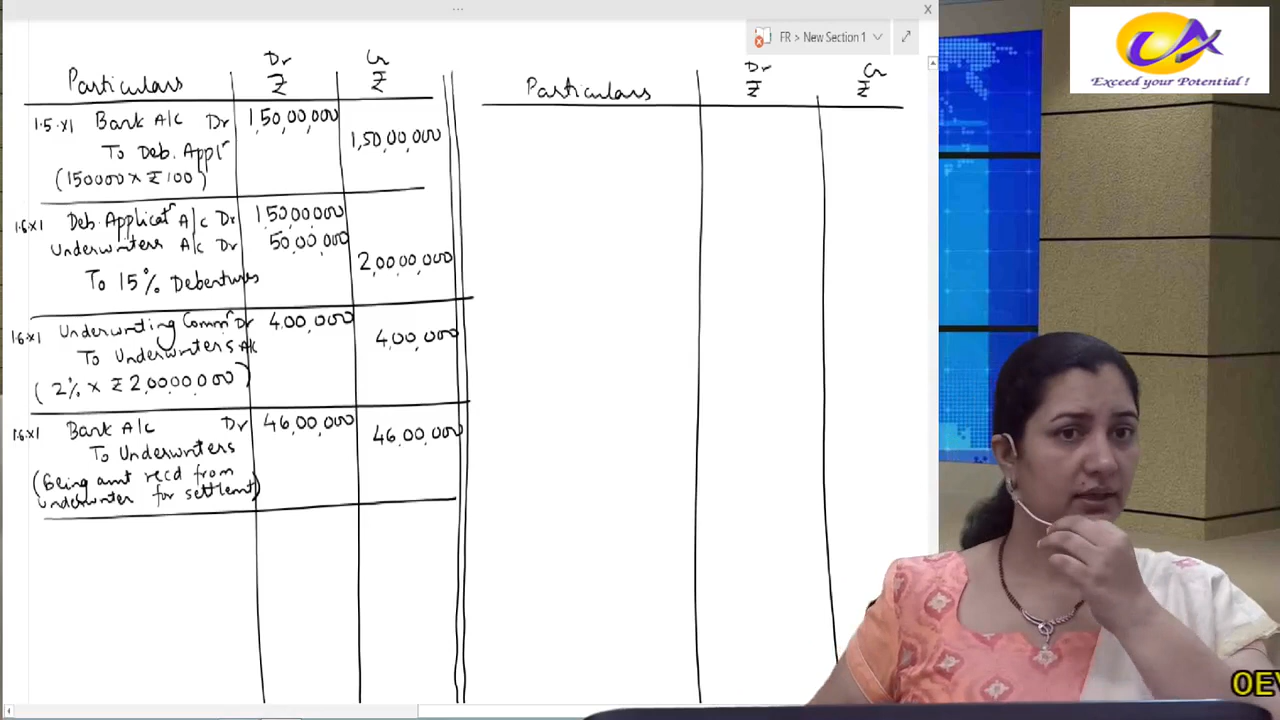 ...
FR > New Section 1
Exceed your Potential !
Particulars Dr ₹ Cr ₹
1.5.x1 Bank A/c Dr 1,50,00,000
To Deb. Appln 1,50,00,000
(150000 x ₹100)
1.6.x1 Deb. Applicatn A/c Dr 1,50,00,000
Underwriters A/c Dr 50,00,000
To 15% Debentures 2,00,00,000
1.6.x1 Underwriting Commn Dr 4,00,000
To Underwriters A/c 4,00,000
(2% x ₹2,00,00,000)
1.6.x1 Bank A/c Dr 46,00,000
To Underwriters 46,00,000
(Being amt recd from
underwriter for settlemt)
Particulars Dr ₹ Cr ₹